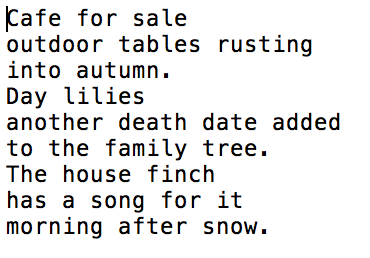 Cafe for sale
outdoor tables rusting
into autumn.
Day lilies
another death date added
to the family tree.
The house finch
has a song for it
morning after snow.